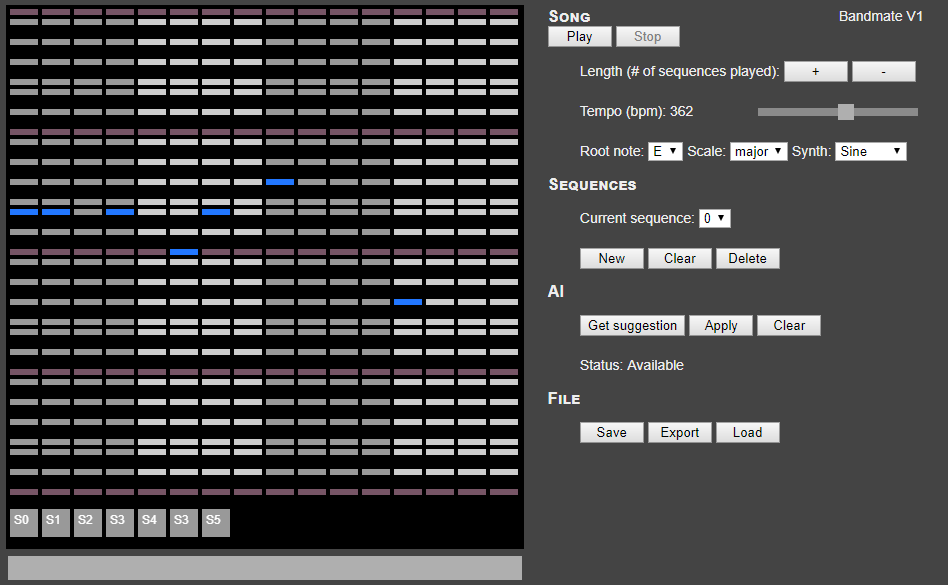 Song
Bandmate V1
Play Stop
Length (# of sequences played): + -
Tempo (bpm): 362
Root note: E Scale: major Synth: Sine
Sequences
Current sequence: 0
New Clear Delete
AI
Get suggestion Apply Clear
Status: Available
File
Save Export Load
S0 S1 S2 S3 S4 S3 S5